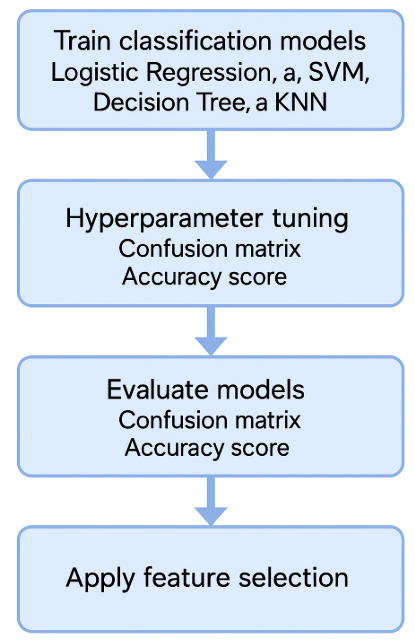 Train classification models
Logistic Regression, a, SVM,
Decision Tree, a KNN
Hyperparameter tuning
Confusion matrix
Accuracy score
Evaluate models
Confusion matrix
Accuracy score
Apply feature selection